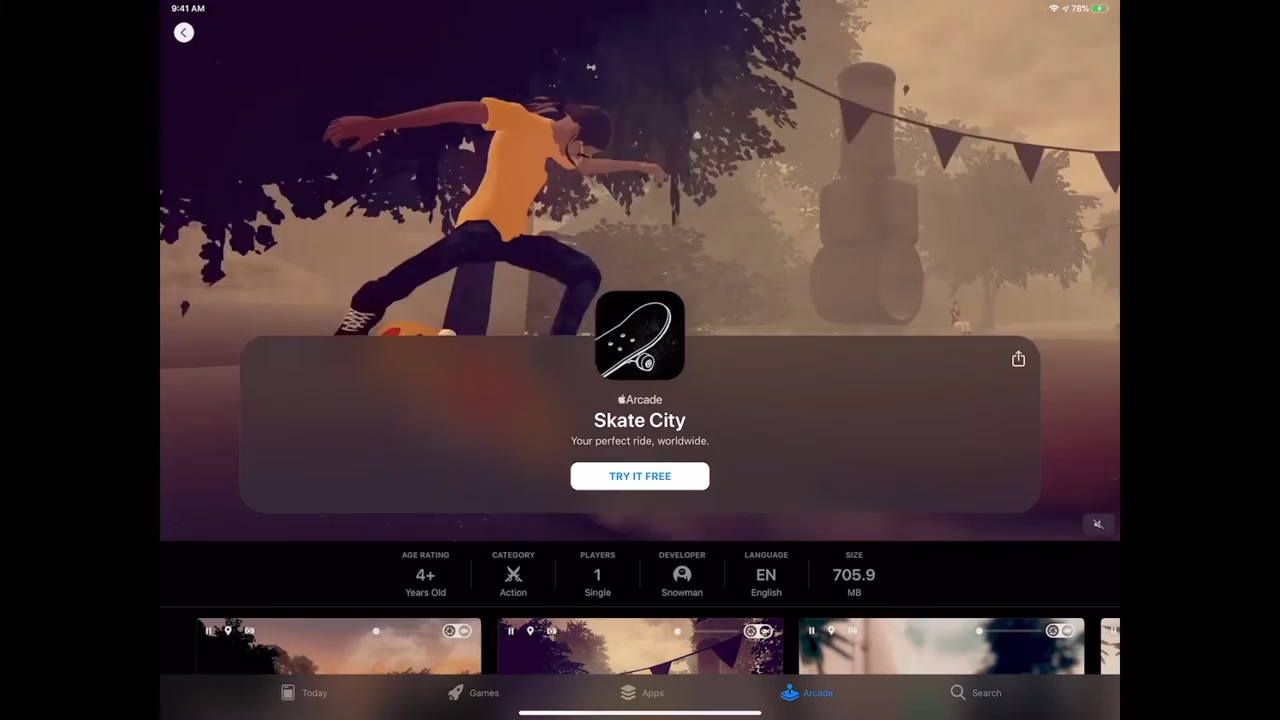 9:41 AM
78%
Arcade
Skate City
Your perfect ride, worldwide.
TRY IT FREE
AGE RATING
4+
Years Old
CATEGORY
Action
PLAYERS
1
Single
DEVELOPER
Snowman
LANGUAGE
EN
English
SIZE
705.9
MB
Today
Games
Apps
Arcade
Search